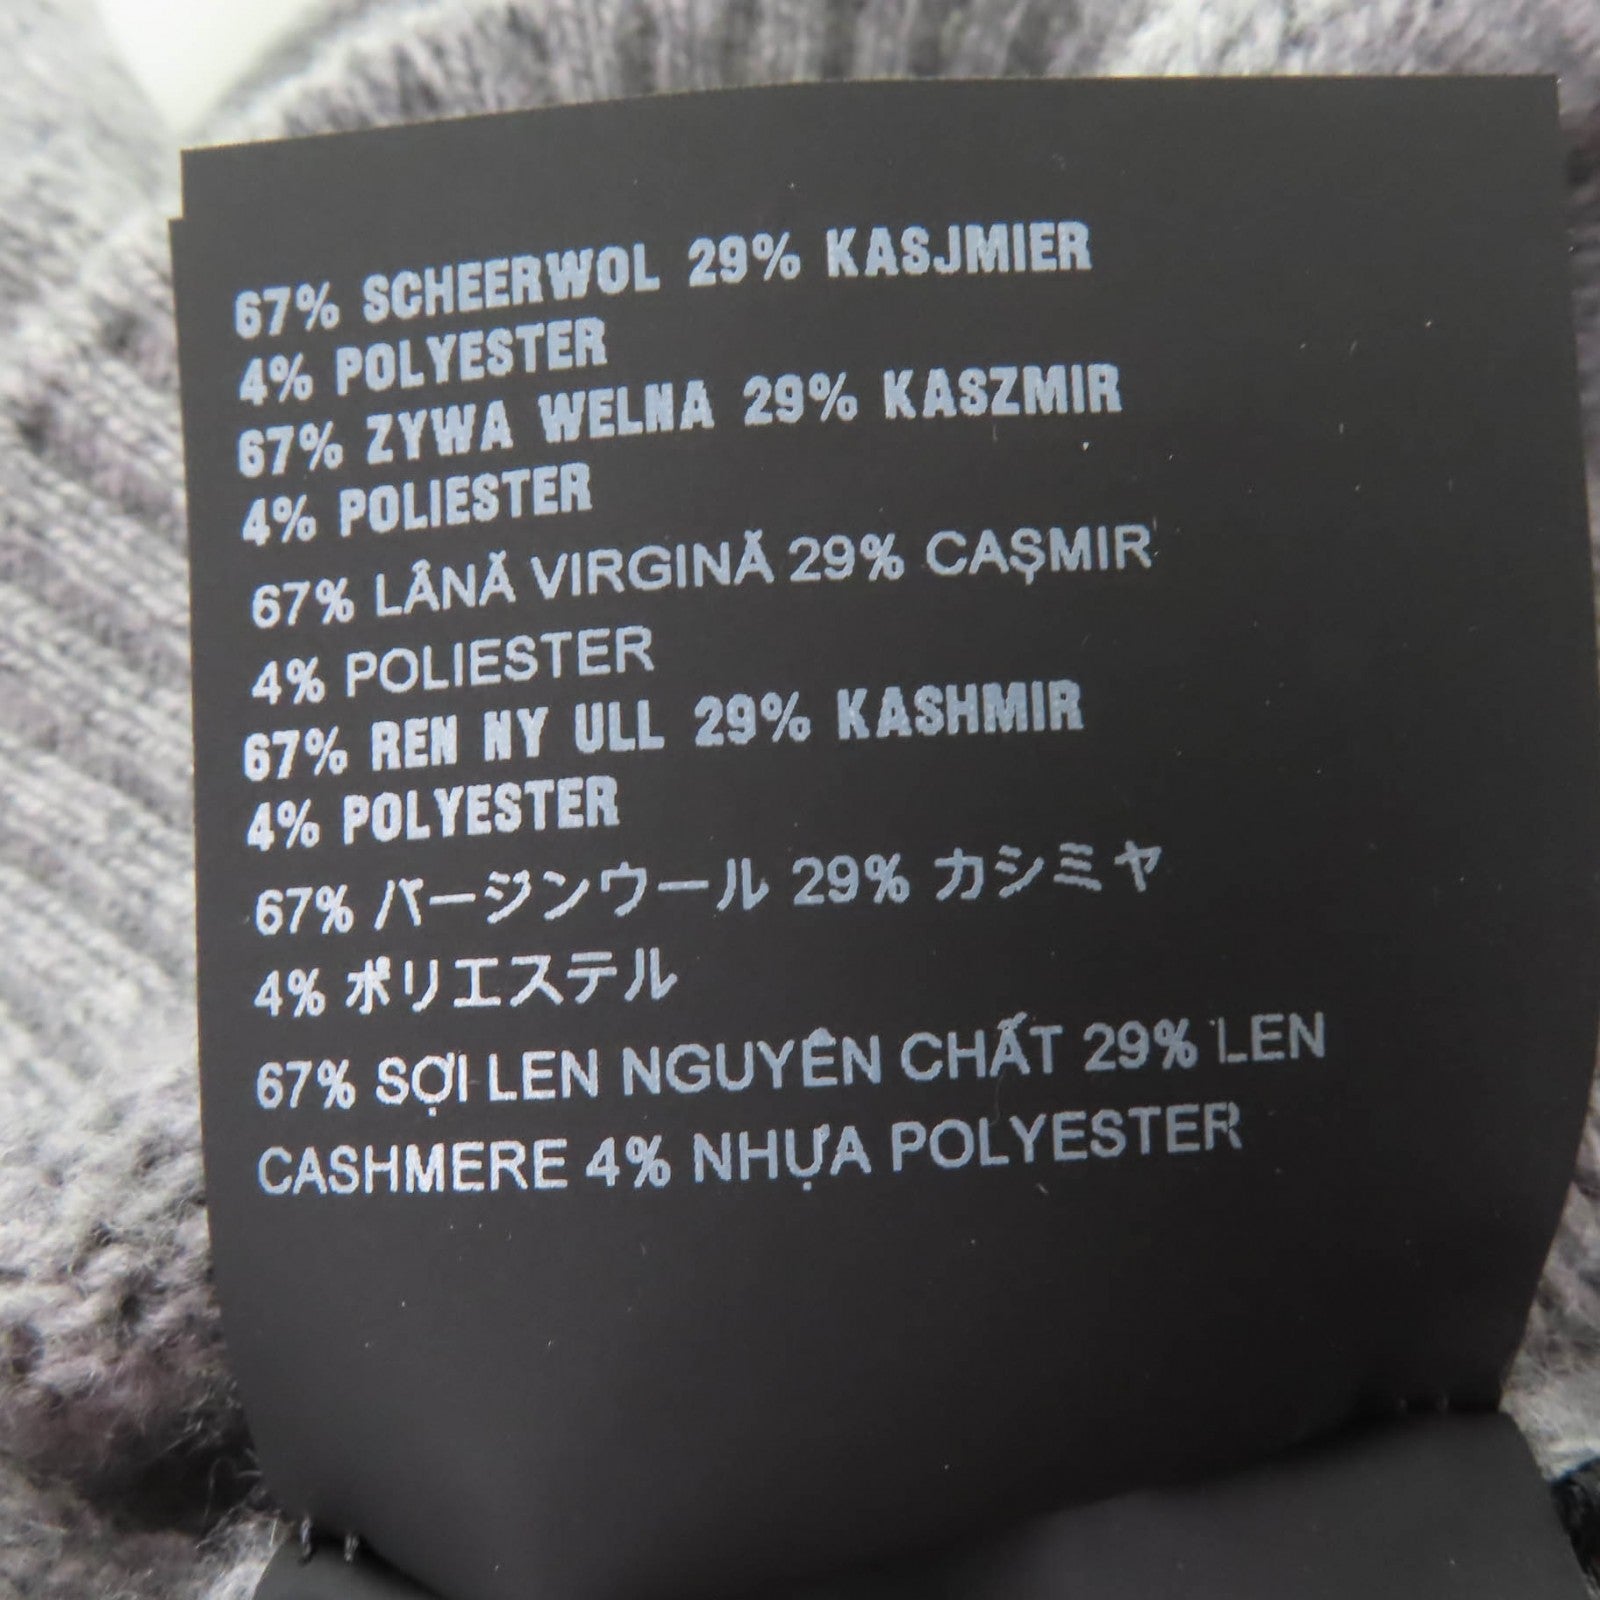 67% SCHEERWOL 29% KASJMIER
4% POLYESTER
67% ZYWA WELNA 29% KASZMIR
4% POLIESTER
67% LÂNĂ VIRGINĂ 29% CAŞMIR
4% POLIESTER
67% REN NY ULL 29% KASHMIR
4% POLYESTER
67% バージンウール 29% カシミヤ
4% ポリエステル
67% SỢI LEN NGUYÊN CHẤT 29% LEN
CASHMERE 4% NHỰA POLYESTER